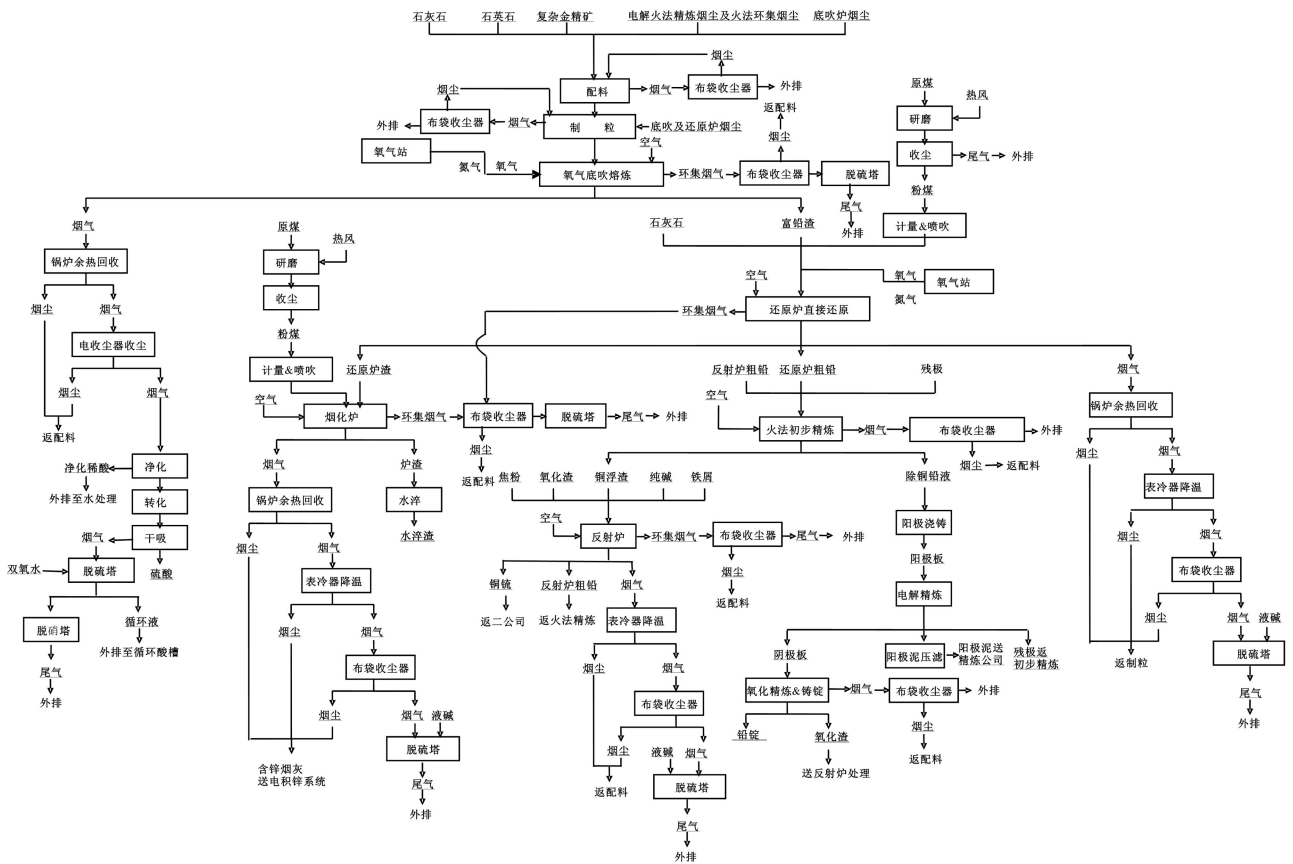 石灰石
石英石
复杂金精矿
电解火法精炼烟尘及火法环集烟尘
底吹炉烟尘
烟尘
配料
烟气
布袋收尘器
外排
烟尘
返配料
原煤
热风
研磨
外排
布袋收尘器
烟气
制 粒
底吹及还原炉烟尘
烟尘
氧气站
空气
收尘
尾气
外排
氮气
氧气
氧气底吹熔炼
环集烟气
布袋收尘器
脱硫塔
粉煤
尾气
外排
计量&喷吹
烟气
原煤
石灰石
富铅渣
锅炉余热回收
研磨
热风
空气
氧气
氧气站
氮气
烟尘
烟气
收尘
环集烟气
还原炉直接还原
电收尘器收尘
粉煤
计量&喷吹
还原炉渣
反射炉粗铅
还原炉粗铅
残极
烟气
烟尘
烟气
空气
空气
锅炉余热回收
返配料
烟化炉
环集烟气
布袋收尘器
脱硫塔
尾气
外排
火法初步精炼
烟气
布袋收尘器
外排
净化稀酸
净化
烟气
炉渣
烟尘
返配料
烟尘
返配料
烟尘
烟气
外排至水处理
转化
锅炉余热回收
水淬
焦粉
氧化渣
铜浮渣
纯碱
铁屑
除铜铅液
表冷器降温
烟气
干吸
水淬渣
空气
反射炉
环集烟气
布袋收尘器
尾气
外排
阳极浇铸
烟尘
烟气
双氧水
脱硫塔
硫酸
烟尘
烟气
阳极板
布袋收尘器
表冷器降温
铜硫
反射炉粗铅
烟气
烟尘
返配料
电解精炼
脱硝塔
循环液
返二公司
返火法精炼
表冷器降温
烟尘
烟气
液碱
外排至循环酸槽
烟尘
烟气
阴极板
阳极泥压滤
阳极泥送
精炼公司
残极返
初步精炼
返制粒
脱硫塔
尾气
外排
布袋收尘器
烟尘
烟气
氧化精炼&铸锭
烟气
布袋收尘器
外排
尾气
外排
烟尘
烟气
液碱
布袋收尘器
铅锭
氧化渣
烟尘
脱硫塔
烟尘
液碱
烟气
送反射炉处理
返配料
含锌烟灰
送电积锌系统
尾气
外排
返配料
脱硫塔
尾气
外排